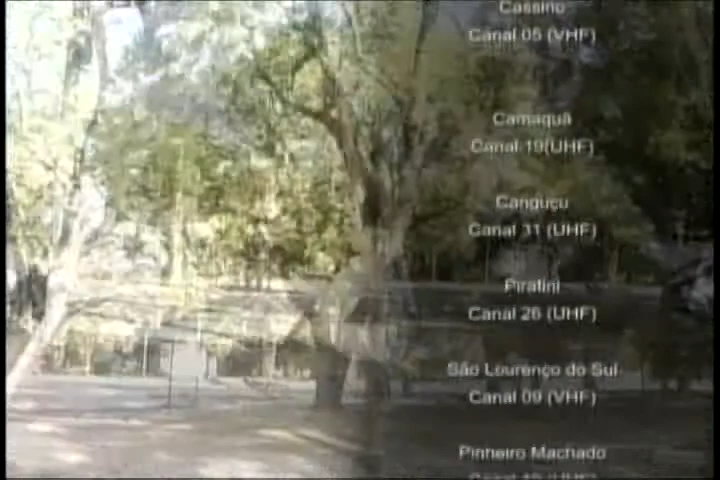 Cassino
Canal 05 (VHF)
Camaquã
Canal 19(UHF)
Canguçu
Canal 31 (UHF)
Piratini
Canal 26 (UHF)
São Lourenço do Sul
Canal 09 (VHF)
Pinheiro Machado